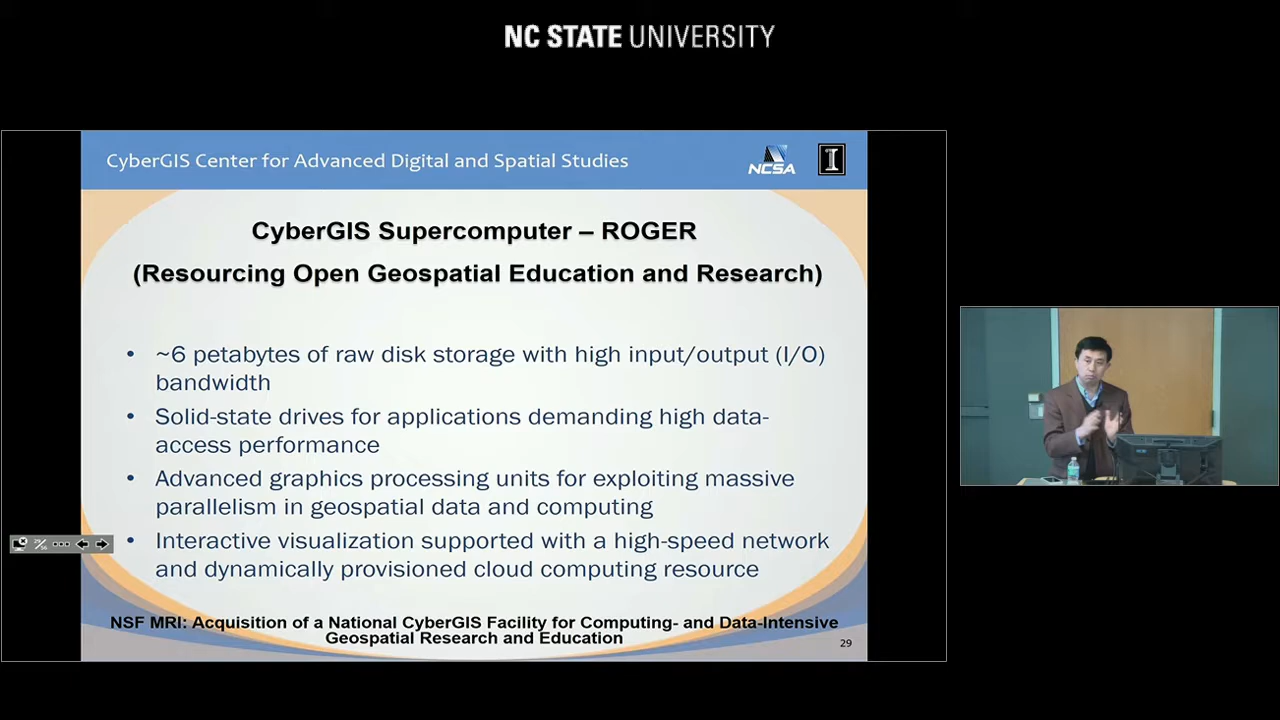 NC STATE UNIVERSITY
CyberGIS Center for Advanced Digital and Spatial Studies
NCSA
I
CyberGIS Supercomputer – ROGER
(Resourcing Open Geospatial Education and Research)
• ~6 petabytes of raw disk storage with high input/output (I/O)
bandwidth
• Solid-state drives for applications demanding high data-
access performance
• Advanced graphics processing units for exploiting massive
parallelism in geospatial data and computing
• Interactive visualization supported with a high-speed network
and dynamically provisioned cloud computing resource
NSF MRI: Acquisition of a National CyberGIS Facility for Computing- and Data-Intensive
Geospatial Research and Education
29